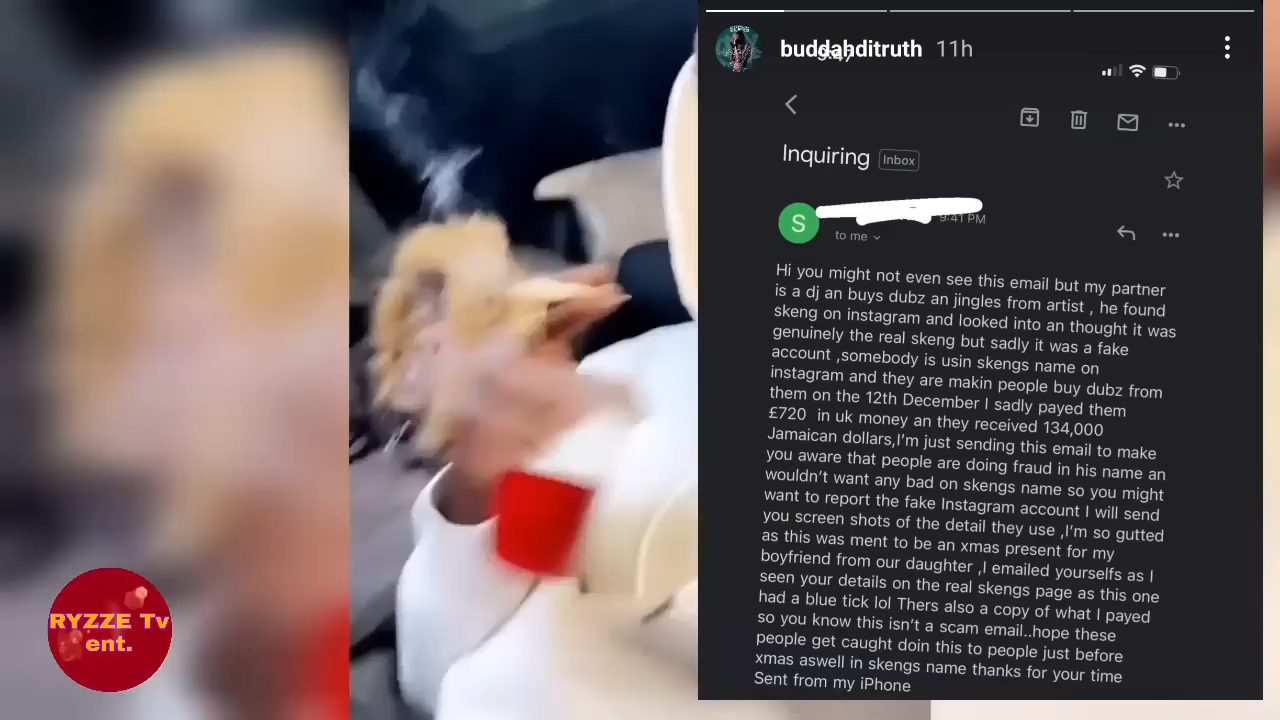 buddahditruth 11h
9:47
Inquiring Inbox
S
9:41 PM
to me
Hi you might not even see this email but my partner
is a dj an buys dubz an jingles from artist , he found
skeng on instagram and looked into an thought it was
genuinely the real skeng but sadly it was a fake
account ,somebody is usin skengs name on
instagram and they are makin people buy dubz from
them on the 12th December I sadly payed them
£720 in uk money an they received 134,000
Jamaican dollars,I'm just sending this email to make
you aware that people are doing fraud in his name an
wouldn't want any bad on skengs name so you might
want to report the fake Instagram account I will send
you screen shots of the detail they use ,I'm so gutted
as this was ment to be an xmas present for my
boyfriend from our daughter ,I emailed yourselfs as I
seen your details on the real skengs page as this one
had a blue tick lol Thers also a copy of what I payed
so you know this isn't a scam email..hope these
people get caught doin this to people just before
xmas aswell in skengs name thanks for your time
Sent from my iPhone
RYZZE Tv
ent.